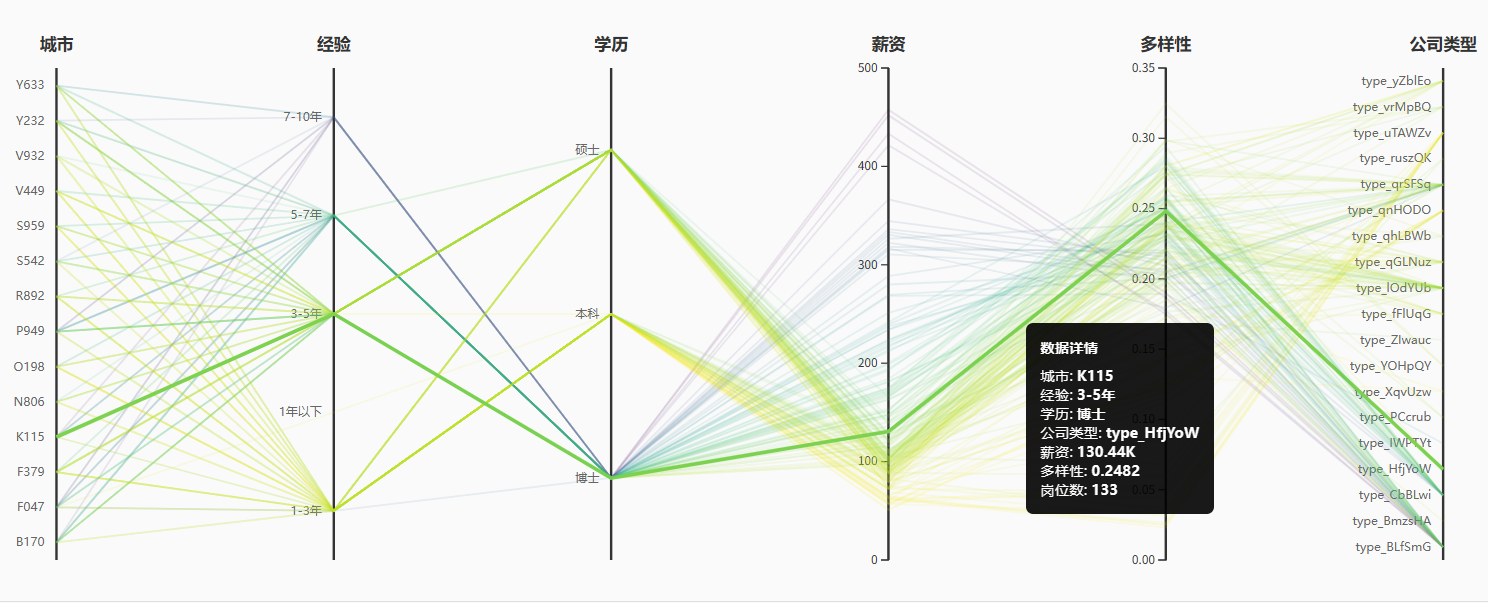 城市
经验
学历
薪资
多样性
公司类型
Y633
Y232
V932
V449
S959
S542
R892
P949
O198
N806
K115
F379
F047
B170
7-10年
5-7年
3-5年
1年以下
1-3年
硕士
本科
博士
500
400
300
200
100
0
0.35
0.30
0.25
0.20
0.15
0.10
0.05
0.00
数据详情
城市: K115
经验: 3-5年
学历: 博士
公司类型: type_HfjYoW
薪资: 130.44K
多样性: 0.2482
岗位数: 133
type_yZblEo
type_vrMpBQ
type_uTAWZv
type_ruszQK
type_qrSFSq
type_qnHODO
type_qhLBWb
type_qGLNuz
type_lOdYUb
type_fFlUqG
type_Zlwauc
type_YOHpQY
type_XqvUzw
type_PCcrub
type_IWPTYt
type_HfjYoW
type_CbBLwi
type_BmzsHA
type_BLfSmG